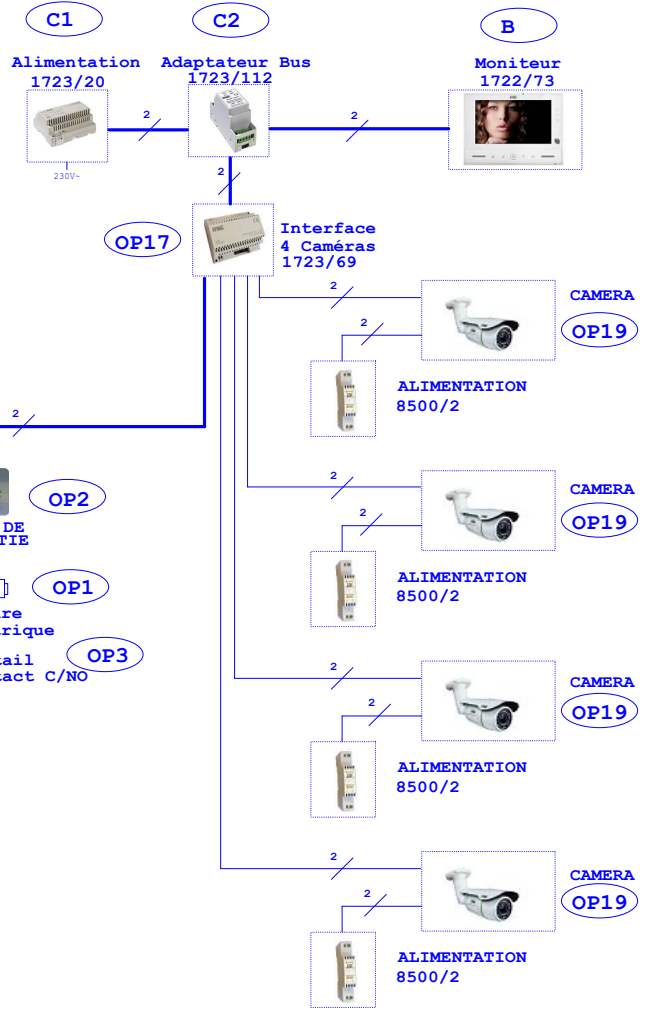 C1
C2
B
Alimentation
1723/20
Adaptateur Bus
1723/112
Moniteur
1722/73
2
2
230V~
2
OP17
Interface
4 Caméras
1723/69
2
CAMERA
OP19
2
ALIMENTATION
8500/2
2
2
CAMERA
OP19
2
OP2
DE
TIE
ALIMENTATION
8500/2
OP1
re
rique
OP3
tail
tact C/NO
2
CAMERA
OP19
2
ALIMENTATION
8500/2
2
CAMERA
OP19
2
ALIMENTATION
8500/2